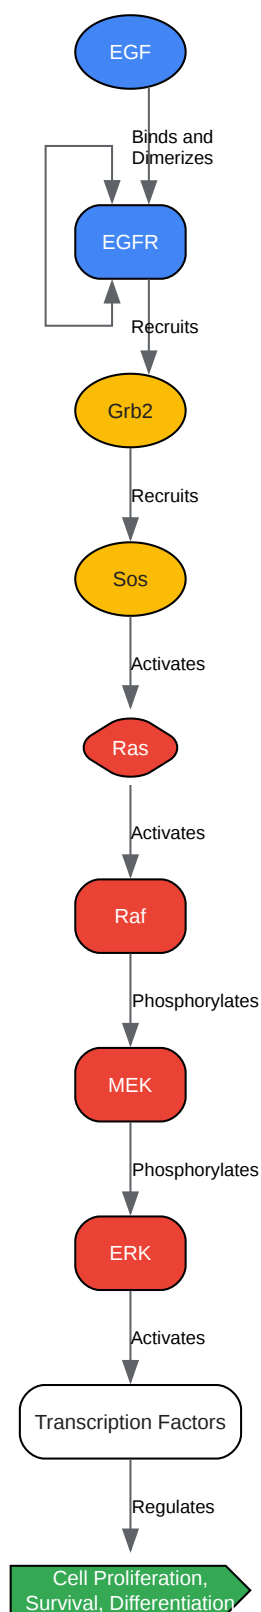 EGF
Binds and
Dimerizes
EGFR
Recruits
Grb2
Recruits
Sos
Activates
Ras
Activates
Raf
Phosphorylates
MEK
Phosphorylates
ERK
Activates
Transcription Factors
Regulates
Cell Proliferation,
Survival, Differentiation